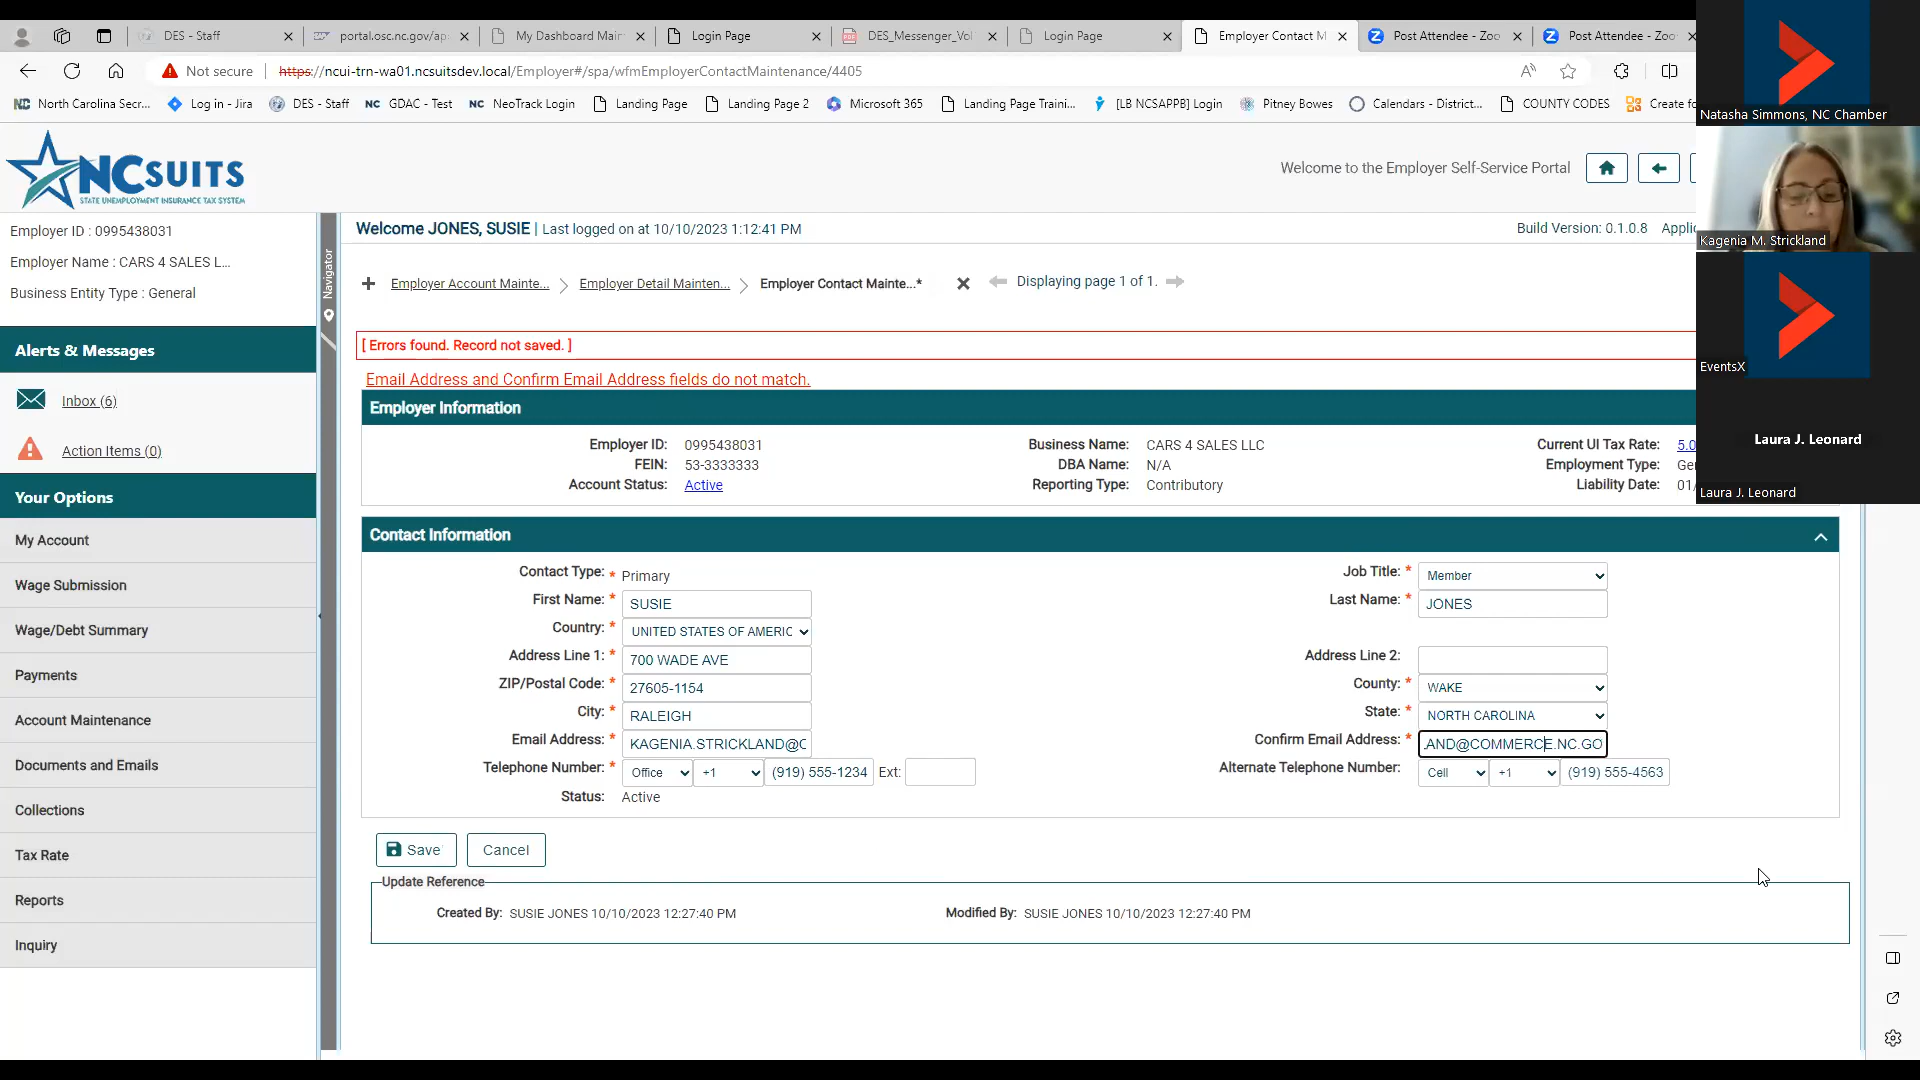 DES - Staff
portal.osc.nc.gov/ap
My Dashboard Main
Login Page
DES_Messenger_Vol
Login Page
Employer Contact M
Post Attendee - Zoo
Post Attendee - Zoo
Not secure
https://ncui-trn-wa01.ncsuitsdev.local/Employer#/spa/wfmEmployerContactMaintenance/4405
North Carolina Secr...
Log in - Jira
DES - Staff
NC GDAC - Test
NC NeoTrack Login
Landing Page
Landing Page 2
Microsoft 365
Landing Page Traini...
[LB NCSAPPB] Login
Pitney Bowes
Calendars - District...
COUNTY CODES
Create fo
Natasha Simmons, NC Chamber
Kagenia M. Strickland
EventsX
Laura J. Leonard
Laura J. Leonard
NCSUITS
STATE UNEMPLOYMENT INSURANCE TAX SYSTEM
Welcome to the Employer Self-Service Portal
Employer ID : 0995438031
Employer Name : CARS 4 SALES L...
Business Entity Type : General
Alerts & Messages
Inbox (6)
Action Items (0)
Your Options
My Account
Wage Submission
Wage/Debt Summary
Payments
Account Maintenance
Documents and Emails
Collections
Tax Rate
Reports
Inquiry
Navigator
Welcome JONES, SUSIE | Last logged on at 10/10/2023 1:12:41 PM
Build Version: 0.1.0.8 Appli
Employer Account Mainte...
Employer Detail Mainten...
Employer Contact Mainte...*
Displaying page 1 of 1.
[ Errors found. Record not saved. ]
Email Address and Confirm Email Address fields do not match.
Employer Information
Employer ID: 0995438031
Business Name: CARS 4 SALES LLC
Current UI Tax Rate: 5.0
FEIN: 53-3333333
DBA Name: N/A
Employment Type: Ge
Account Status: Active
Reporting Type: Contributory
Liability Date: 01/
Contact Information
Contact Type: * Primary
Job Title: * Member
First Name: * SUSIE
Last Name: * JONES
Country: * UNITED STATES OF AMERIC
Address Line 1: * 700 WADE AVE
Address Line 2:
ZIP/Postal Code: * 27605-1154
County: * WAKE
City: * RALEIGH
State: * NORTH CAROLINA
Email Address: * KAGENIA.STRICKLAND@C
Confirm Email Address: * AND@COMMERCE.NC.GO
Telephone Number: * Office +1 (919) 555-1234 Ext:
Alternate Telephone Number: Cell +1 (919) 555-4563
Status: Active
Save
Cancel
Update Reference
Created By: SUSIE JONES 10/10/2023 12:27:40 PM
Modified By: SUSIE JONES 10/10/2023 12:27:40 PM